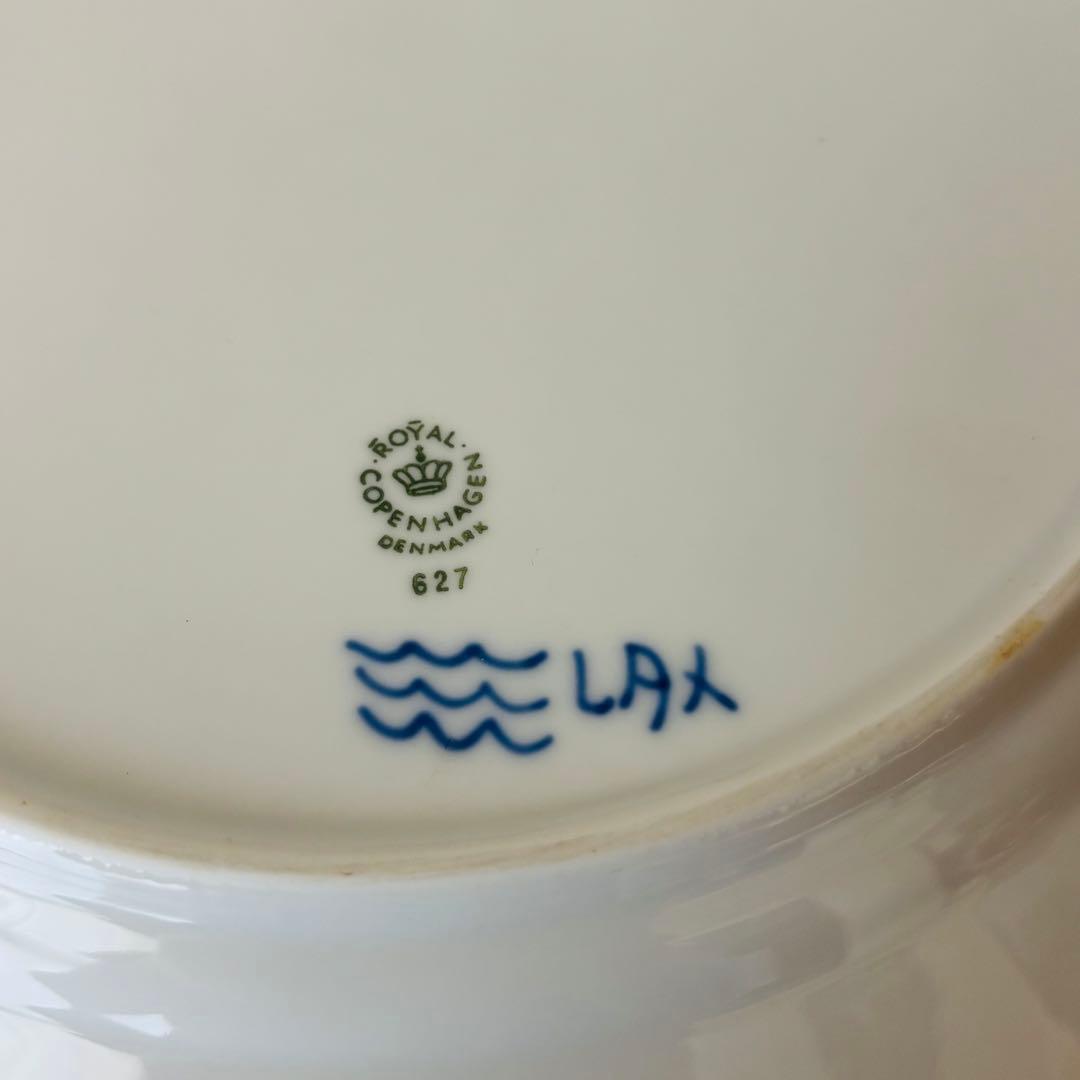 ROYAL
COPENHAGEN
DENMARK
627
LAX